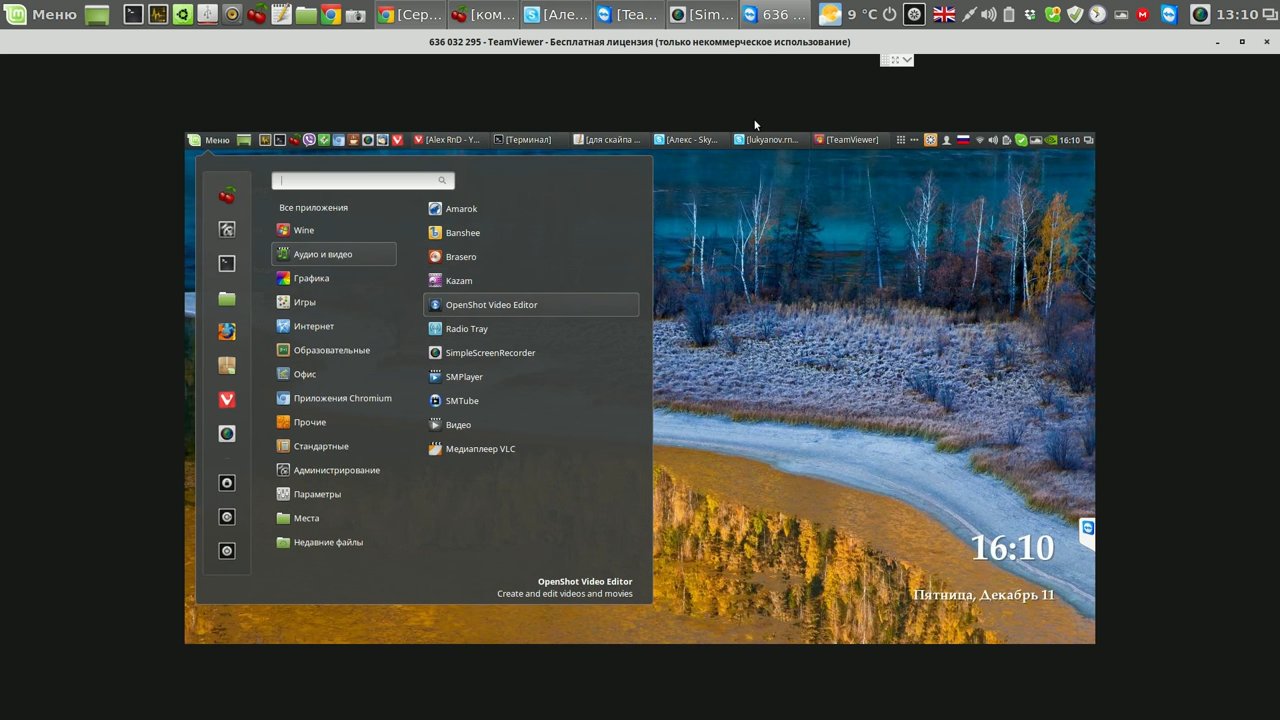 Меню
[Сер...
[ком...
[Але...
[Tea...
[Sim...
636 ...
9 °C
13:10
636 032 295 - TeamViewer - Бесплатная лицензия (только некоммерческое использование)
Меню
[Alex RnD - Y...
[Терминал]
[для скайпа ...
[Алекс - Sky...
[lukyanov.rn...
[TeamViewer]
16:10
Все приложения
Wine
Аудио и видео
Графика
Игры
Интернет
Образовательные
Офис
Приложения Chromium
Прочие
Стандартные
Администрирование
Параметры
Места
Недавние файлы
Amarok
Banshee
Brasero
Kazam
OpenShot Video Editor
Radio Tray
SimpleScreenRecorder
SMPlayer
SMTube
Видео
Медиаплеер VLC
OpenShot Video Editor
Create and edit videos and movies
16:10
Пятница, Декабрь 11